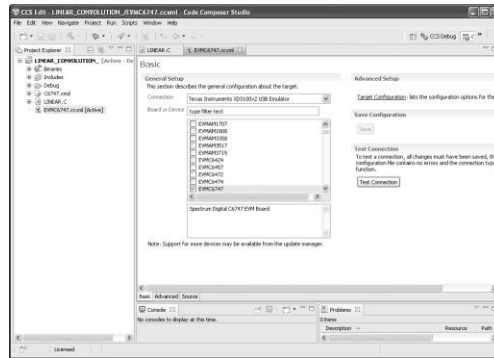 CCS Edit - LINEAR_CONVOLUTION_/EVMC6747.ccxml - Code Composer Studio
File Edit View Navigate Project Run Scripts Window Help
CCS Debug
Project Explorer
LINEAR.C
EVMC6747.ccxml
LINEAR_CONVOLUTION_ [Active - De
Binaries
Includes
Debug
C6747.cmd
LINEAR.C
EVMC6747.ccxml [Active]
Basic
General Setup
This section describes the general configuration about the target.
Connection
Texas Instruments XDS100v2 USB Emulator
Board or Device
type filter text
EVMAM1707
EVMAM1808
EVMAM3517
EVMAM3715
EVMC6424
EVMC6457
EVMC6472
EVMC6474
EVMC6747
Spectrum Digital C6747 EVM Board
Note: Support for more devices may be available from the update manager.
Advanced Setup
Target Configuration: lists the configuration options for the
Save Configuration
Save
Test Connection
To test a connection, all changes must have been saved, th
configuration file contains no errors and the connection type
function.
Test Connection
Basic Advanced Source
Console
No consoles to display at this time.
Problems
0 items
Description
Resource
Path
Licensed